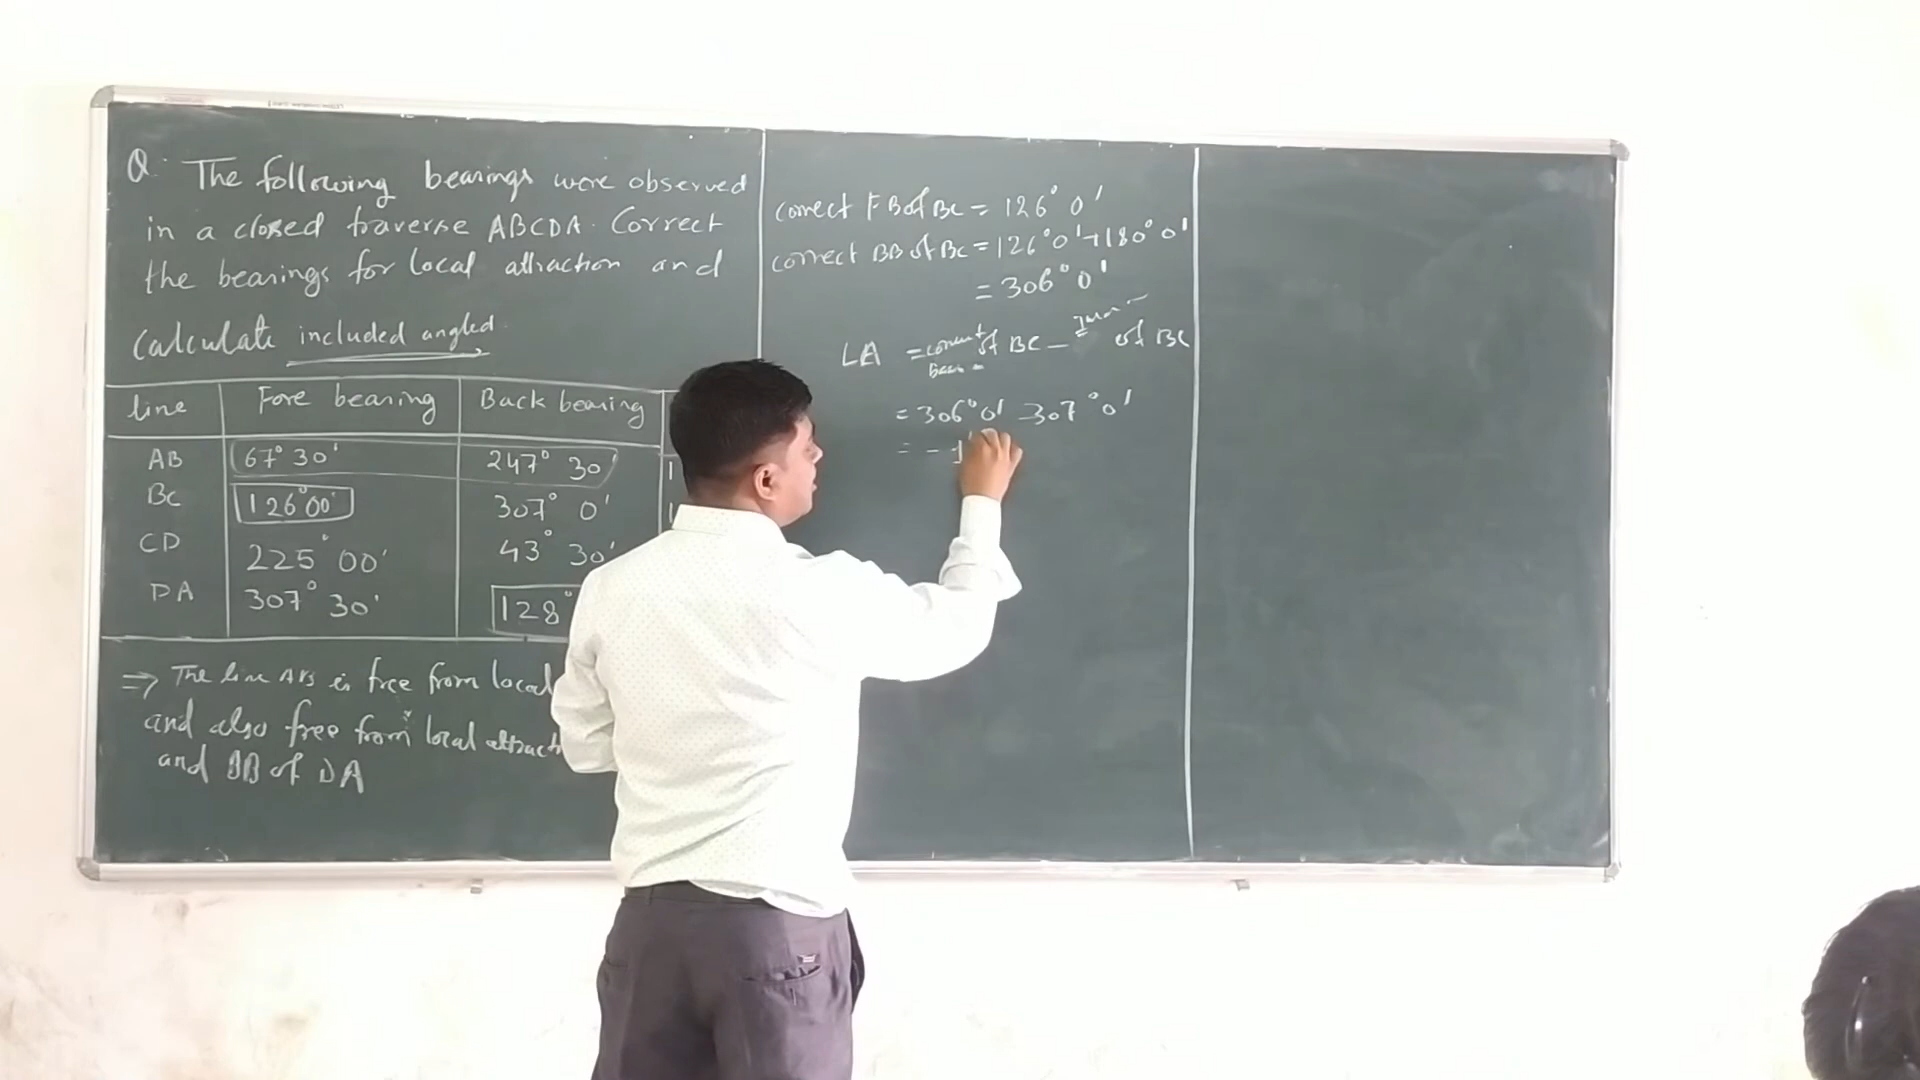 Q. The following bearings were observed
in a closed traverse ABCDA. Correct
the bearings for local attraction and
calculate included angled.
line Fore bearing Back bearing
AB 67° 30' 247° 30'
BC 126°00' 307° 0'
CD 225° 00' 43° 30'
DA 307° 30' 128°
⇒ The line AB is free from local
and also free from local attract
and BB of DA
correct FB of BC = 126° 0'
correct BB of BC = 126° 0' + 180° 0'
= 306° 0'
LA = correct of BC - of BC
= 306° 0' - 307° 0'
= - 1